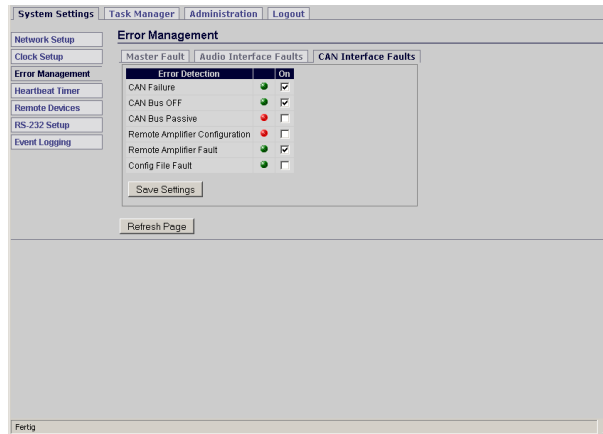 System Settings Task Manager Administration Logout
Network Setup
Clock Setup
Error Management
Heartbeat Timer
Remote Devices
RS-232 Setup
Event Logging
Error Management
Master Fault Audio Interface Faults CAN Interface Faults
Error Detection On
CAN Failure
CAN Bus OFF
CAN Bus Passive
Remote Amplifier Configuration
Remote Amplifier Fault
Config File Fault
Save Settings
Refresh Page
Fertig